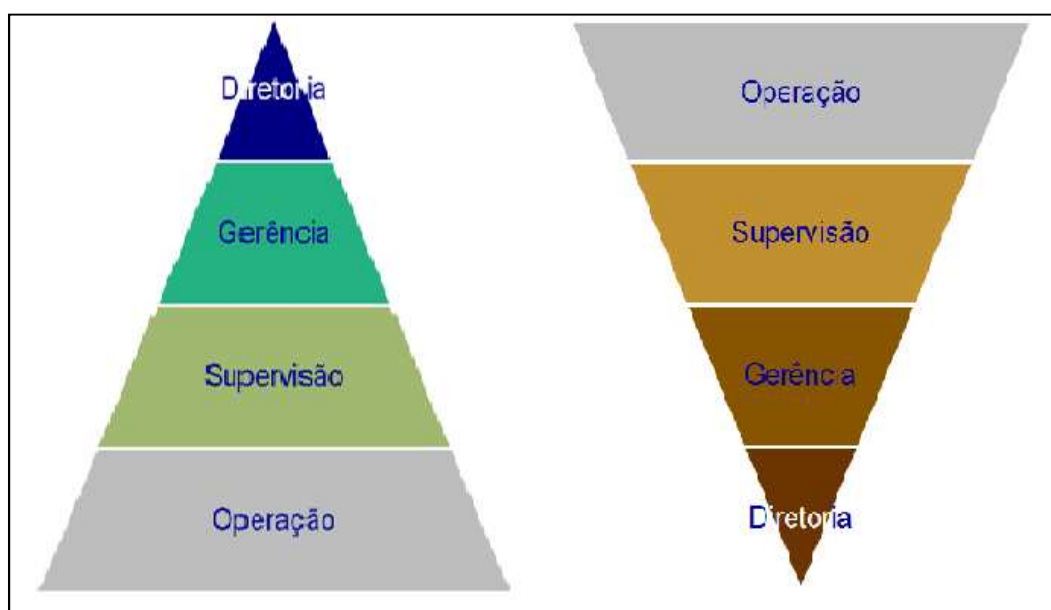 Diretoria
Gerência
Supervisão
Operação
Operação
Supervisão
Gerência
Diretoria